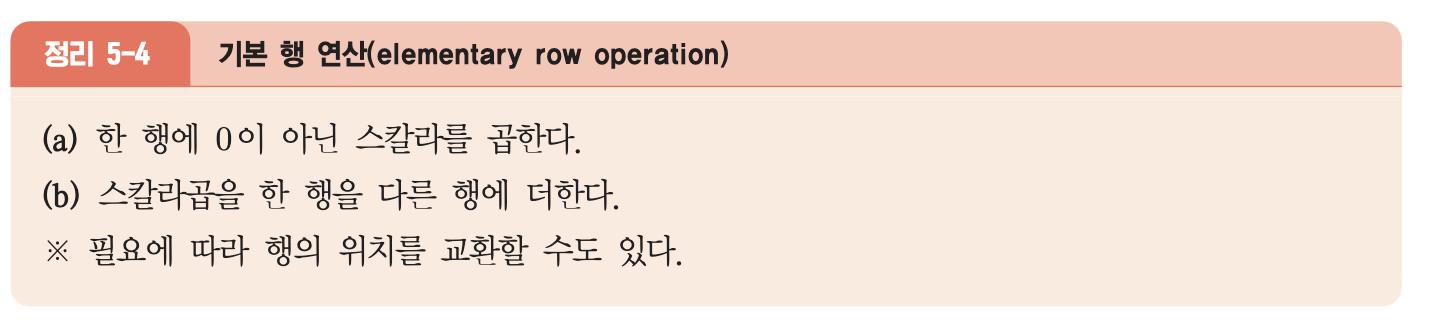 정리 5-4 기본 행 연산(elementary row operation)
(a) 한 행에 0이 아닌 스칼라를 곱한다.
(b) 스칼라곱을 한 행을 다른 행에 더한다.
※ 필요에 따라 행의 위치를 교환할 수도 있다.